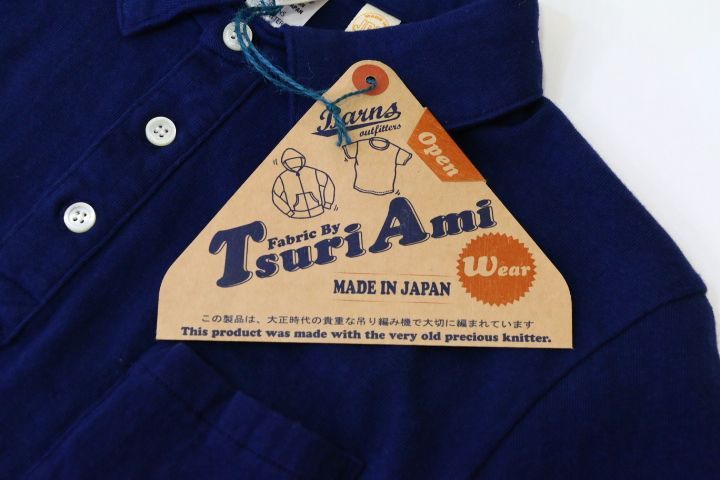 Barns
outfitters
Open
Fabric By
Tsuri Ami
Wear
MADE IN JAPAN
この製品は、大正時代の貴重な吊り編み機で大切に編まれています
This product was made with the very old precious knitter.